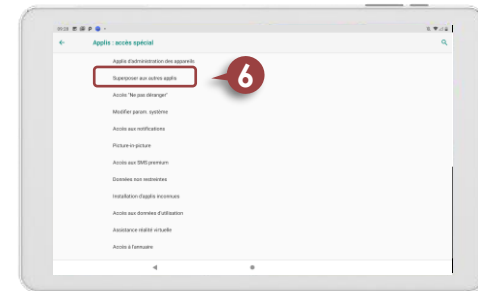 Applis : accès spécial
Applis d'administration des appareils
Superposer aux autres applis
6
Accès "Ne pas déranger"
Modifier param. système
Accès aux notifications
Picture-in-picture
Accès aux SMS premium
Données non restreintes
Installation d'applis inconnues
Accès aux données d'utilisation
Assistance réalité virtuelle
Accès à l'annuaire